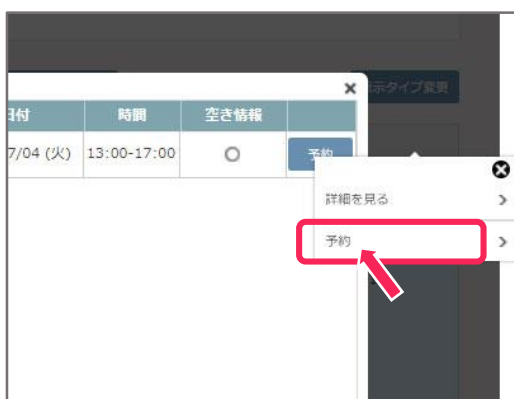 示タイプ変更
日付 時間 空き情報
7/04 (火) 13:00-17:00 予約
詳細を見る
予約